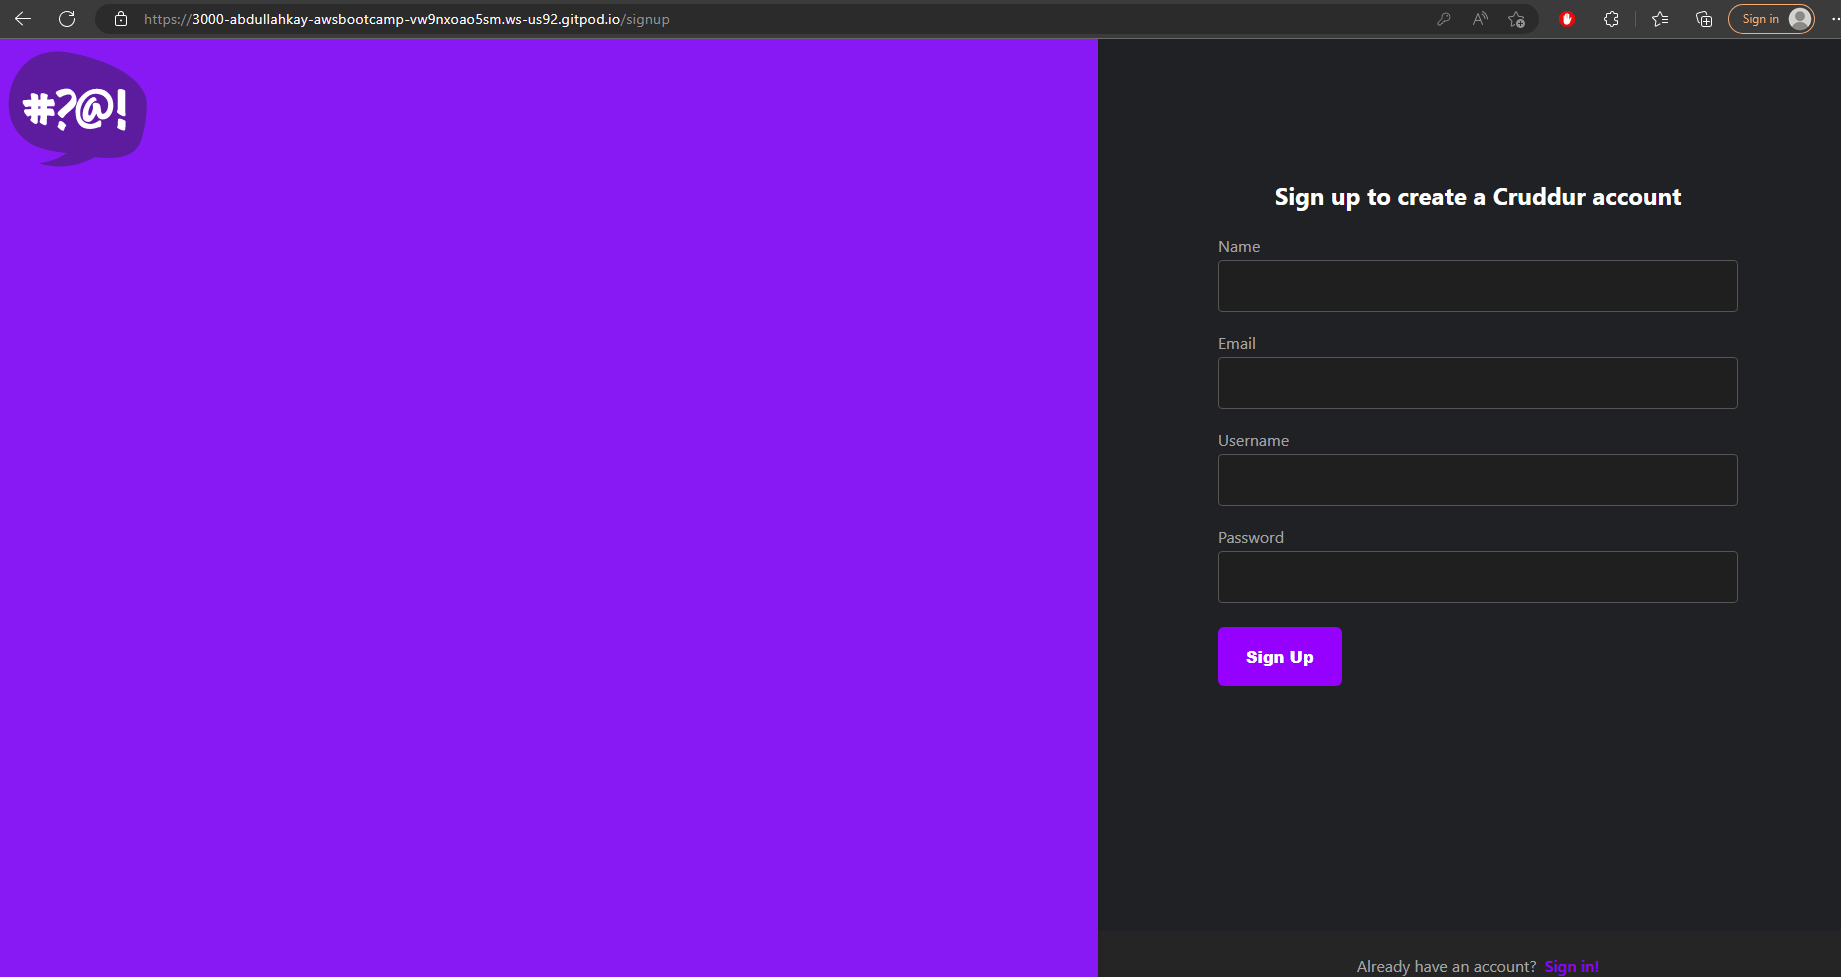 https://3000-abdullahkay-awsbootcamp-vw9nxoao5sm.ws-us92.gitpod.io/signup
Sign in
#?@!
Sign up to create a Cruddur account
Name
Email
Username
Password
Sign Up
Already have an account? Sign in!